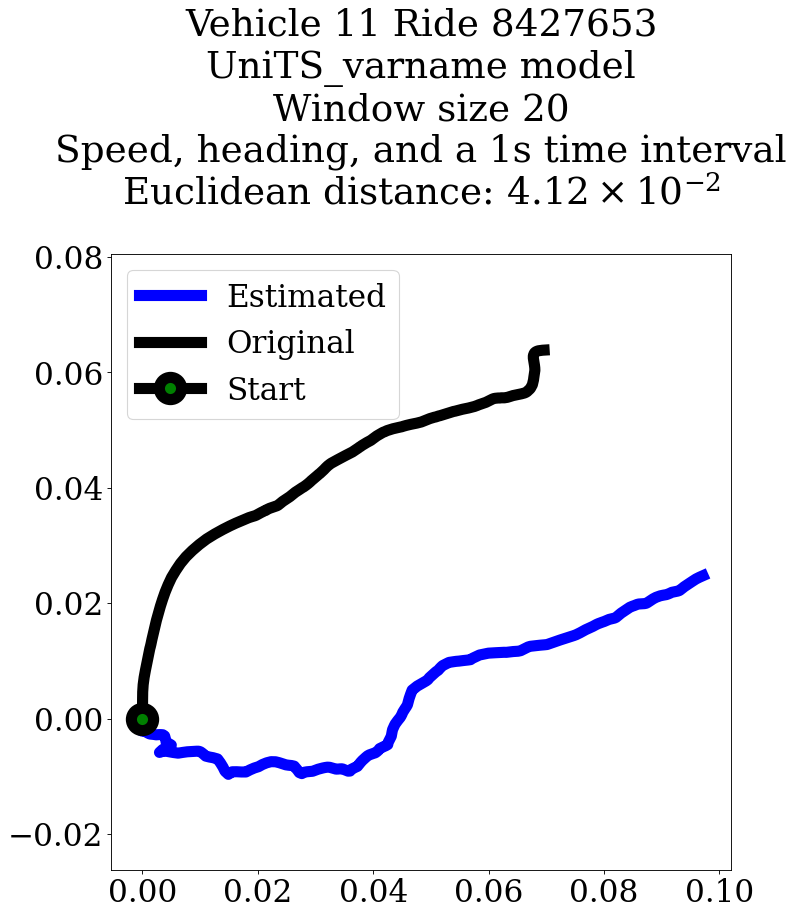 Vehicle 11 Ride 8427653
UniTS_varname model
Window size 20
Speed, heading, and a 1s time interval
Euclidean distance: 4.12 × 10⁻²
0.08
0.06
0.04
0.02
0.00
−0.02
Estimated
Original
Start
0.00 0.02 0.04 0.06 0.08 0.10